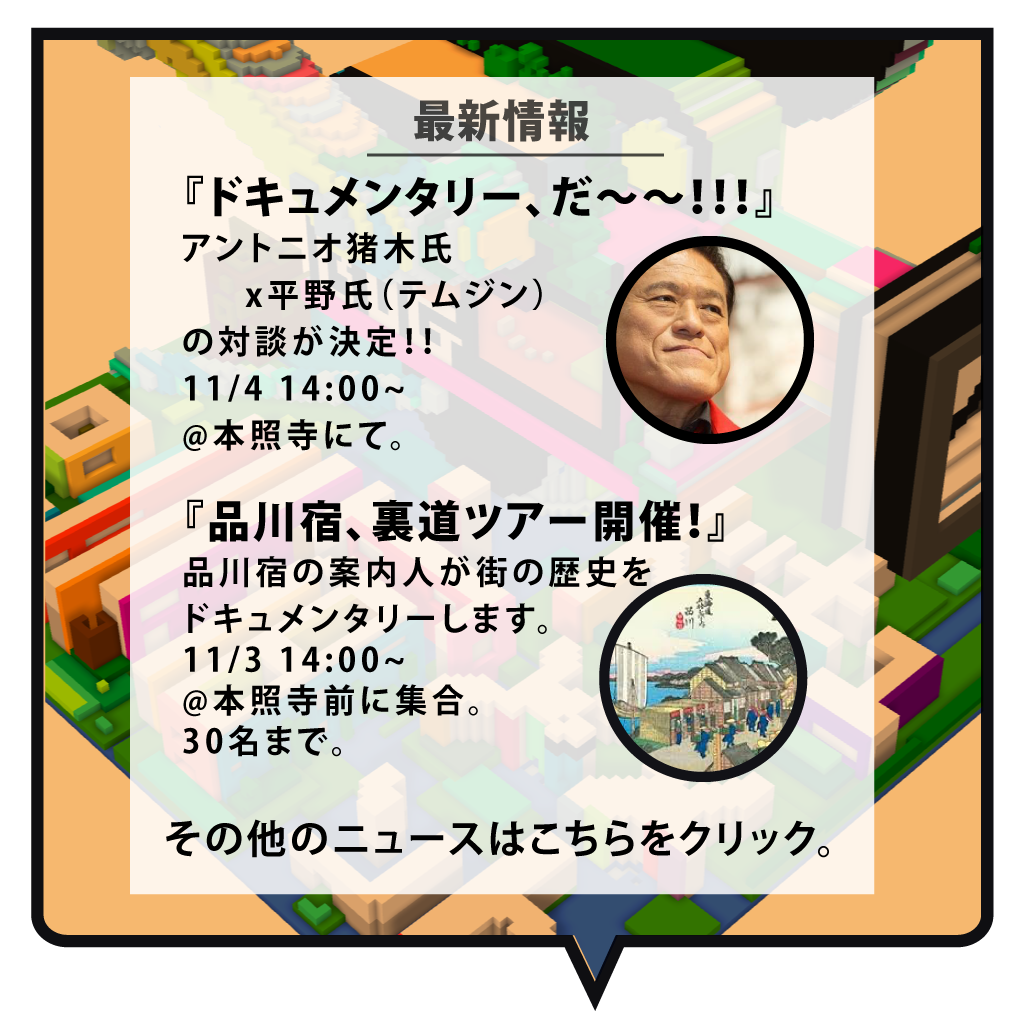 最新情報
『ドキュメンタリー、だ～～!!!』
アントニオ猪木氏
x平野氏（テムジン）
の対談が決定!!
11/4 14:00~
@本照寺にて。
『品川宿、裏道ツアー開催!』
品川宿の案内人が街の歴史を
ドキュメンタリーします。
11/3 14:00~
@本照寺前に集合。
30名まで。
品川
その他のニュースはこちらをクリック。